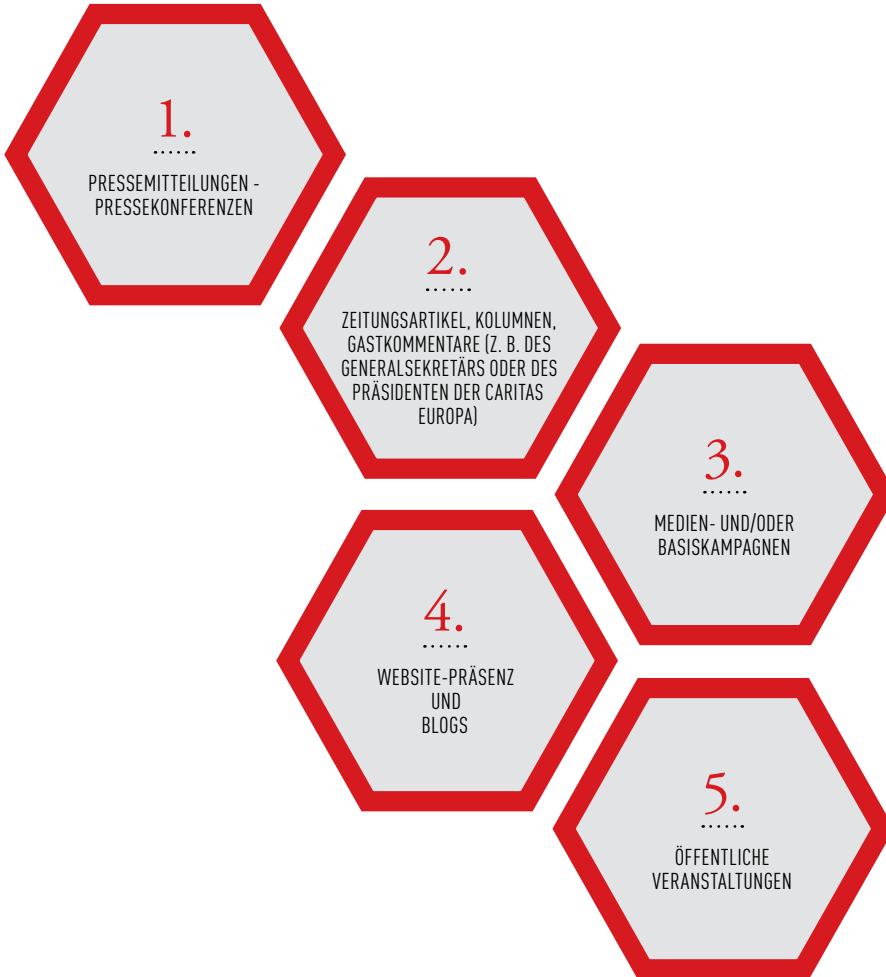 1.
PRESSEMITTEILUNGEN -
PRESSEKONFERENZEN
2.
ZEITUNGSARTIKEL, KOLUMNEN,
GASTKOMMENTARE (Z. B. DES
GENERALSEKRETÄRS ODER DES
PRÄSIDENTEN DER CARITAS
EUROPA)
3.
MEDIEN- UND/ODER
BASISKAMPAGNEN
4.
WEBSITE-PRÄSENZ
UND
BLOGS
5.
ÖFFENTLICHE
VERANSTALTUNGEN